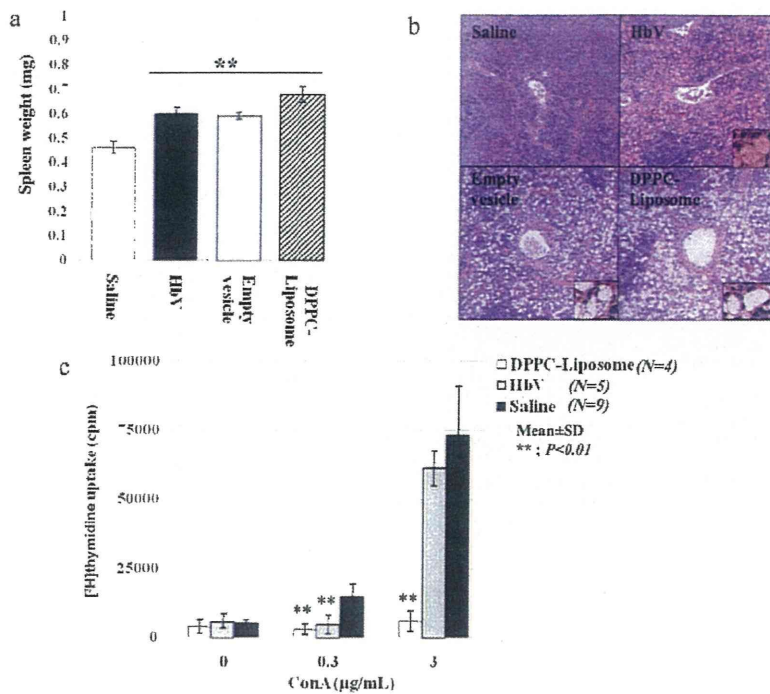 a
Spleen weight (mg)
1
0.9
0.8
0.7
0.6
0.5
0.4
0.3
0.2
0.1
0
**
Saline
HbV
Empty
vesicle
DPPC-
Liposome
b
Saline
HbV
Empty
vesicle
DPPC-
Liposome
c
[³H]thymidine uptake (cpm)
100000
75000
50000
25000
0
** ** **
0 0.3 3
ConA (µg/mL)
DPPC-Liposome (N=4)
HbV (N=5)
Saline (N=9)
Mean±SD
** ; P<0.01